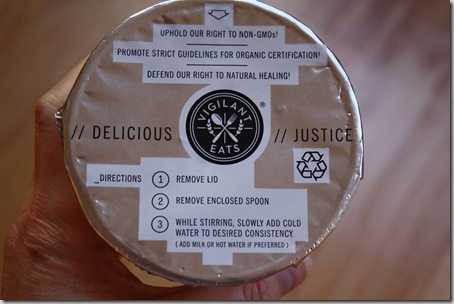 UPHOLD OUR RIGHT TO NON-GMOs!
PROMOTE STRICT GUIDELINES FOR ORGANIC CERTIFICATION!
DEFEND OUR RIGHT TO NATURAL HEALING!
// DELICIOUS
VIGILANT
EATS
®
// JUSTICE
_DIRECTIONS
1 REMOVE LID
2 REMOVE ENCLOSED SPOON
3 WHILE STIRRING, SLOWLY ADD COLD
WATER TO DESIRED CONSISTENCY.
( ADD MILK OR HOT WATER IF PREFERRED )